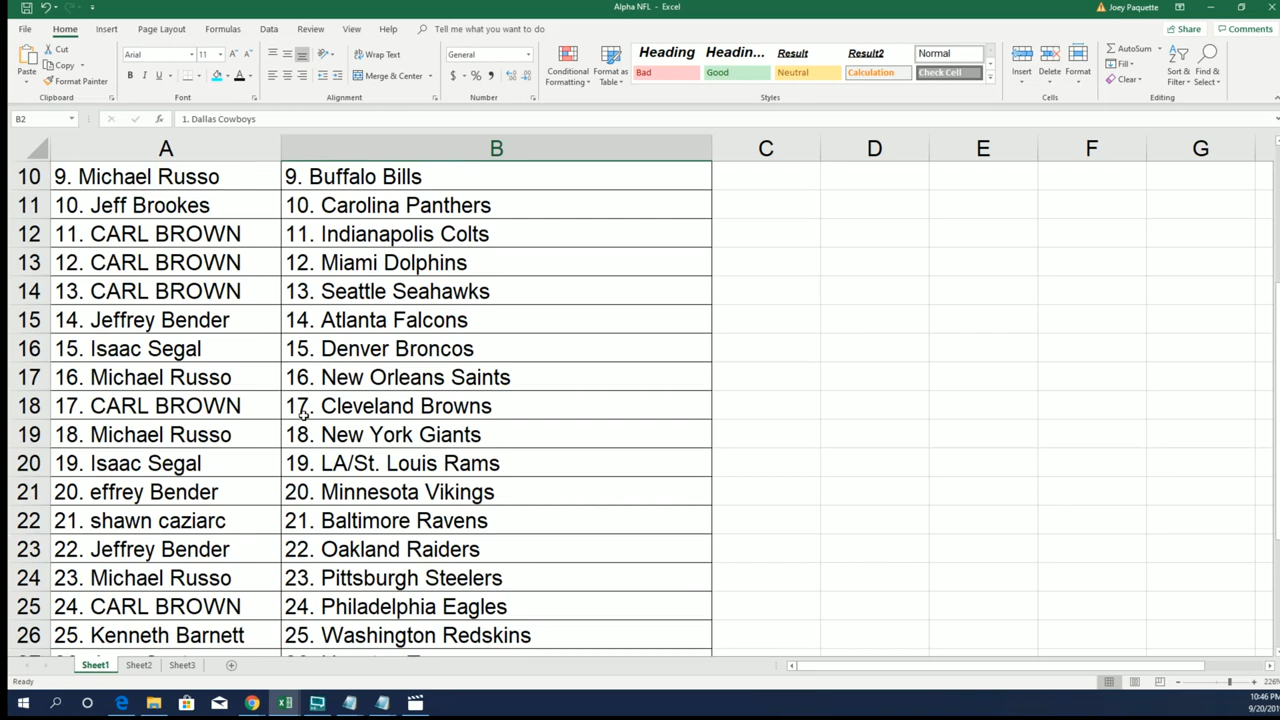 Alpha NFL - Excel
Joey Paquette
File Home Insert Page Layout Formulas Data Review View Help Tell me what you want to do
Share Comments
Paste
Cut
Copy
Format Painter
Clipboard
Arial 11
B I U A
Font
Wrap Text
Merge & Center
Alignment
General
$ % ,
Number
Conditional Formatting
Format as Table
Heading Headin... Result Result2 Normal
Bad Good Neutral Calculation Check Cell
Styles
Insert Delete Format
Cells
AutoSum
Fill
Clear
Sort & Filter
Find & Select
Editing
B2 fx 1. Dallas Cowboys
A B C D E F G
10 9. Michael Russo 9. Buffalo Bills
11 10. Jeff Brookes 10. Carolina Panthers
12 11. CARL BROWN 11. Indianapolis Colts
13 12. CARL BROWN 12. Miami Dolphins
14 13. CARL BROWN 13. Seattle Seahawks
15 14. Jeffrey Bender 14. Atlanta Falcons
16 15. Isaac Segal 15. Denver Broncos
17 16. Michael Russo 16. New Orleans Saints
18 17. CARL BROWN 17. Cleveland Browns
19 18. Michael Russo 18. New York Giants
20 19. Isaac Segal 19. LA/St. Louis Rams
21 20. effrey Bender 20. Minnesota Vikings
22 21. shawn caziarc 21. Baltimore Ravens
23 22. Jeffrey Bender 22. Oakland Raiders
24 23. Michael Russo 23. Pittsburgh Steelers
25 24. CARL BROWN 24. Philadelphia Eagles
26 25. Kenneth Barnett 25. Washington Redskins
Sheet1 Sheet2 Sheet3
Ready
226%
10:46 PM